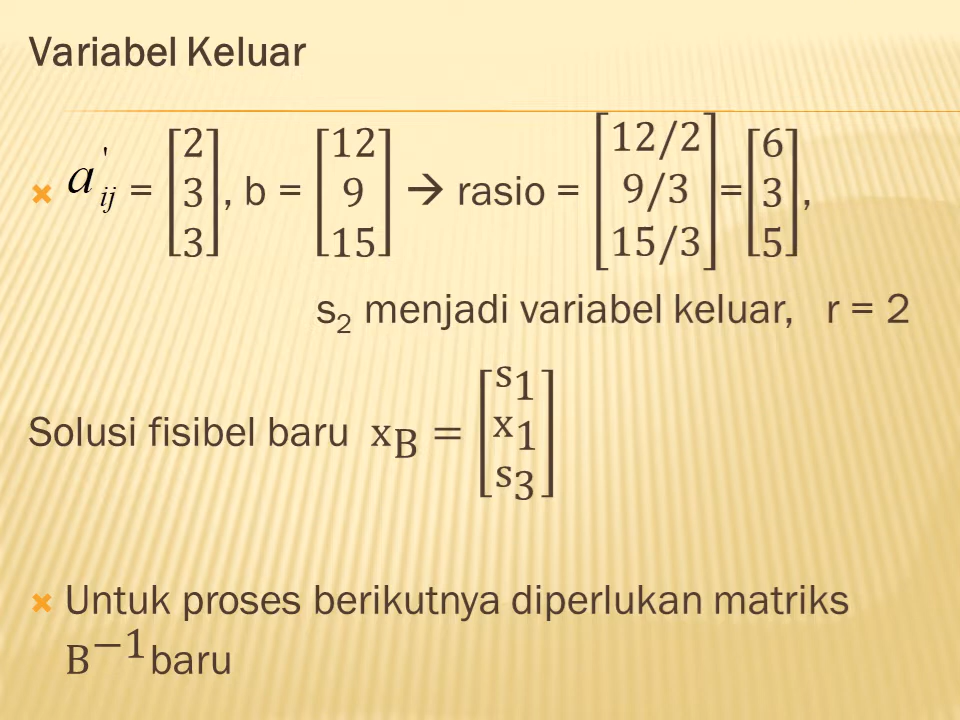 Variabel Keluar
a'ij = [2 3 3], b = [12 9 15] → rasio = [12/2 9/3 15/3] = [6 3 5],
s₂ menjadi variabel keluar, r = 2
Solusi fisibel baru x_B = [s₁ x₁ s₃]
Untuk proses berikutnya diperlukan matriks
B⁻¹ baru